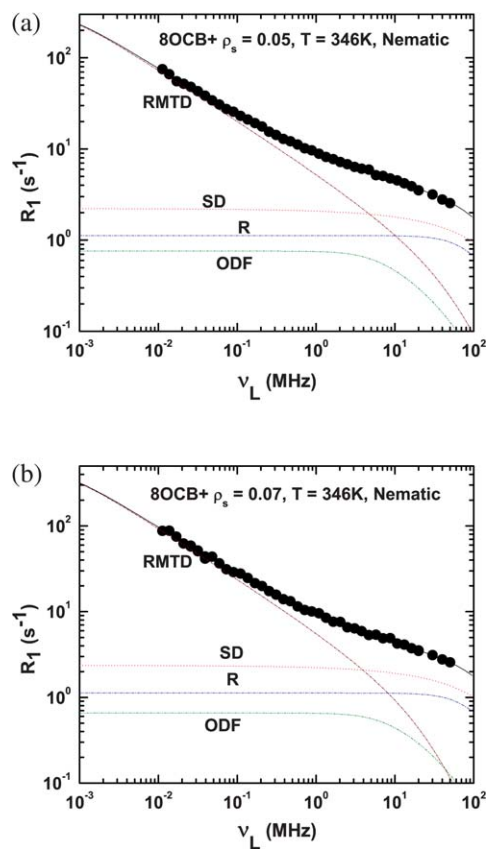 (a)
8OCB+ ρs = 0.05, T = 346K, Nematic
10²
10¹
10⁰
10⁻¹
R₁ (s⁻¹)
RMTD
SD
R
ODF
10⁻³ 10⁻² 10⁻¹ 10⁰ 10¹ 10²
νL (MHz)
(b)
8OCB+ ρs = 0.07, T = 346K, Nematic
10²
10¹
10⁰
10⁻¹
R₁ (s⁻¹)
RMTD
SD
R
ODF
10⁻³ 10⁻² 10⁻¹ 10⁰ 10¹ 10²
νL (MHz)